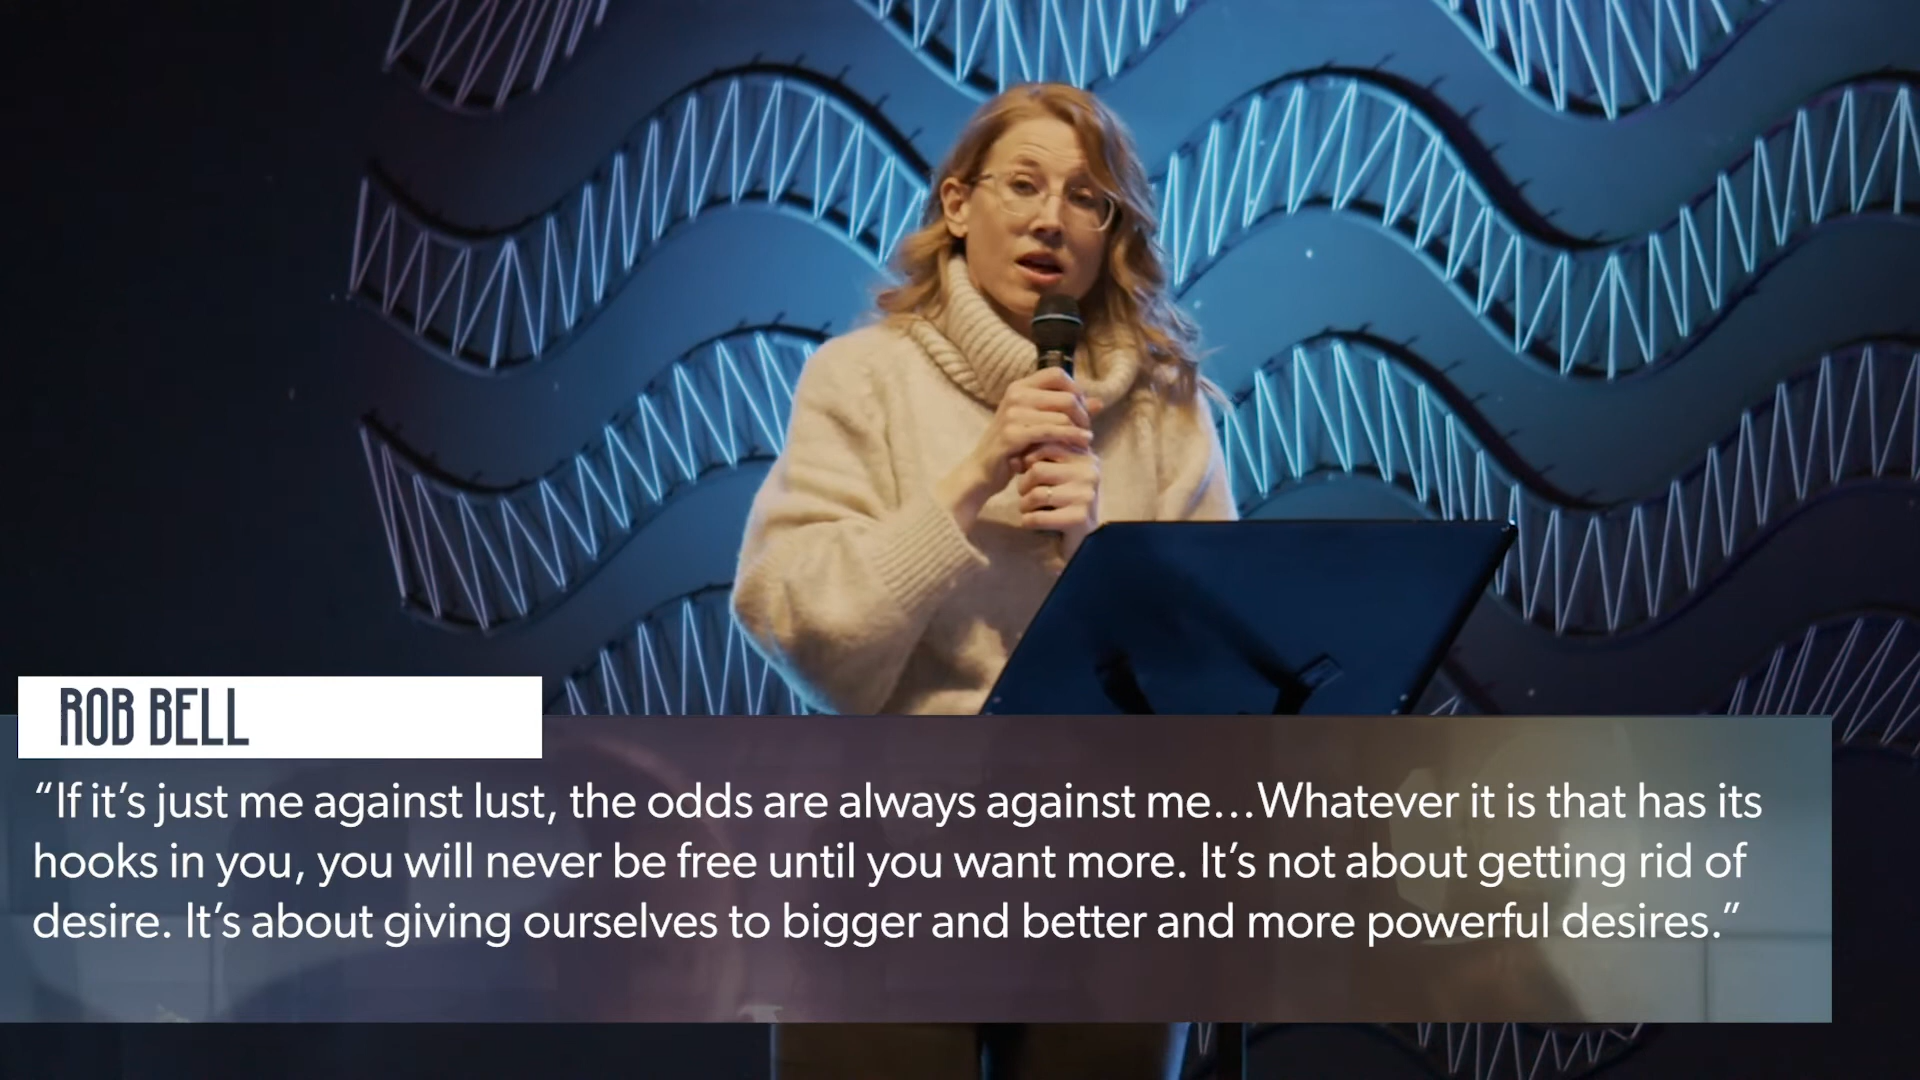 ROB BELL
“If it’s just me against lust, the odds are always against me…Whatever it is that has its
hooks in you, you will never be free until you want more. It’s not about getting rid of
desire. It’s about giving ourselves to bigger and better and more powerful desires.”